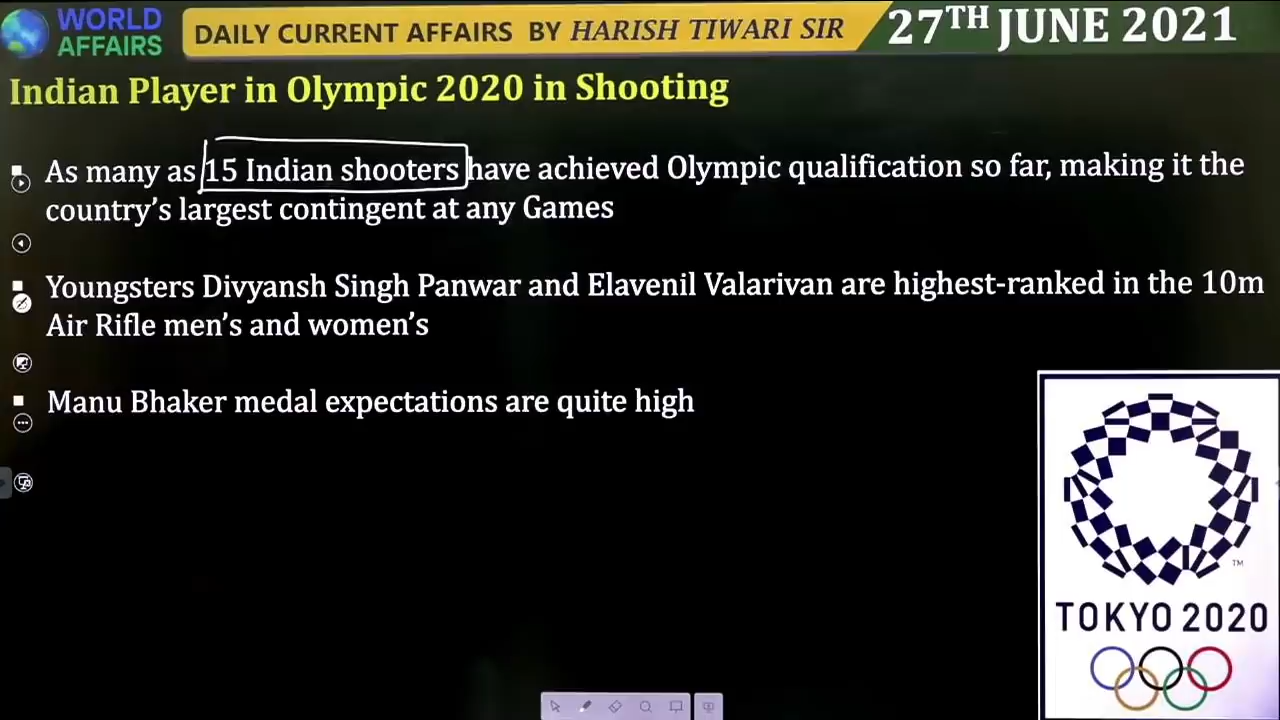 WORLD
AFFAIRS
DAILY CURRENT AFFAIRS BY HARISH TIWARI SIR
27TH JUNE 2021
Indian Player in Olympic 2020 in Shooting
As many as 15 Indian shooters have achieved Olympic qualification so far, making it the
country’s largest contingent at any Games
Youngsters Divyansh Singh Panwar and Elavenil Valarivan are highest-ranked in the 10m
Air Rifle men’s and women’s
Manu Bhaker medal expectations are quite high
TM
TOKYO 2020